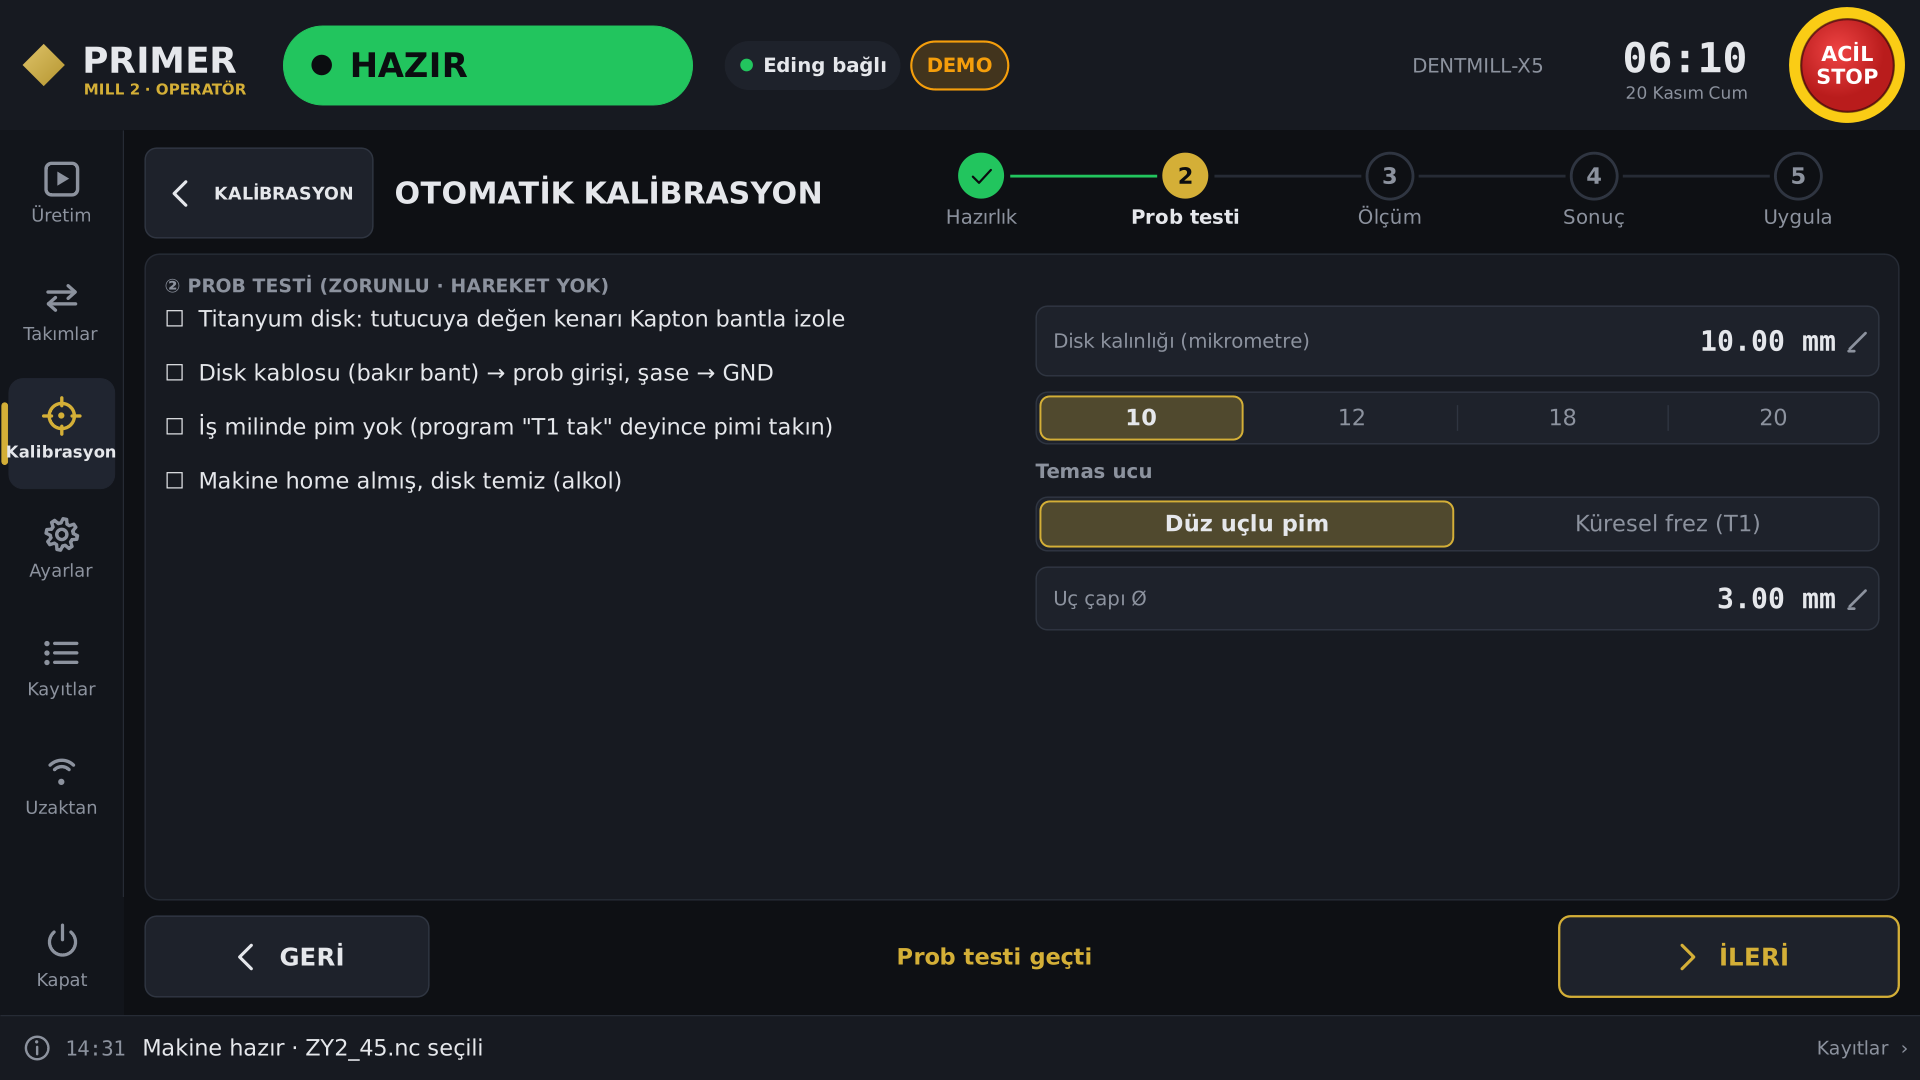 PRIMER
MILL 2 · OPERATÖR
HAZIR
Eding bağlı
DEMO
DENTMILL-X5
06:10
20 Kasım Cum
ACİL
STOP
Üretim
Takımlar
Kalibrasyon
Ayarlar
Kayıtlar
Uzaktan
Kapat
KALİBRASYON
OTOMATİK KALİBRASYON
Hazırlık
2
Prob testi
3
Ölçüm
4
Sonuç
5
Uygula
② PROB TESTİ (ZORUNLU · HAREKET YOK)
☐ Titanyum disk: tutucuya değen kenarı Kapton bantla izole
☐ Disk kablosu (bakır bant) → prob girişi, şase → GND
☐ İş milinde pim yok (program "T1 tak" deyince pimi takın)
☐ Makine home almış, disk temiz (alkol)
Disk kalınlığı (mikrometre) 10.00 mm
10 12 18 20
Temas ucu
Düz uçlu pim Küresel frez (T1)
Uç çapı Ø 3.00 mm
GERİ
Prob testi geçti
İLERİ
14:31 Makine hazır · ZY2_45.nc seçili
Kayıtlar ›